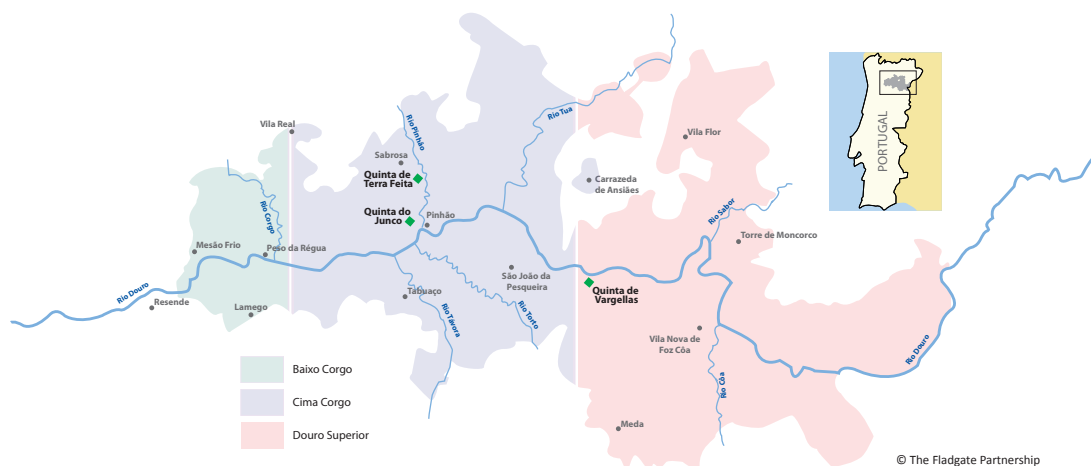 Rio Tua
Vila Real
Rio Pinhão
Vila Flor
PORTUGAL
Sabrosa
Quinta de
Terra Feita
Carrazeda
de Ansiães
Rio Corgo
Quinta do
Junco
Pinhão
Rio Sabor
Mesão Frio
Peso da Régua
Torre de Moncorco
São João da
Pesqueira
Rio Douro
Resende
Lamego
Tabuaço
Rio Távora
Rio Torto
Quinta de
Vargellas
Vila Nova de
Foz Côa
Rio Douro
Rio Côa
Baixo Corgo
Cima Corgo
Douro Superior
Meda
© The Fladgate Partnership